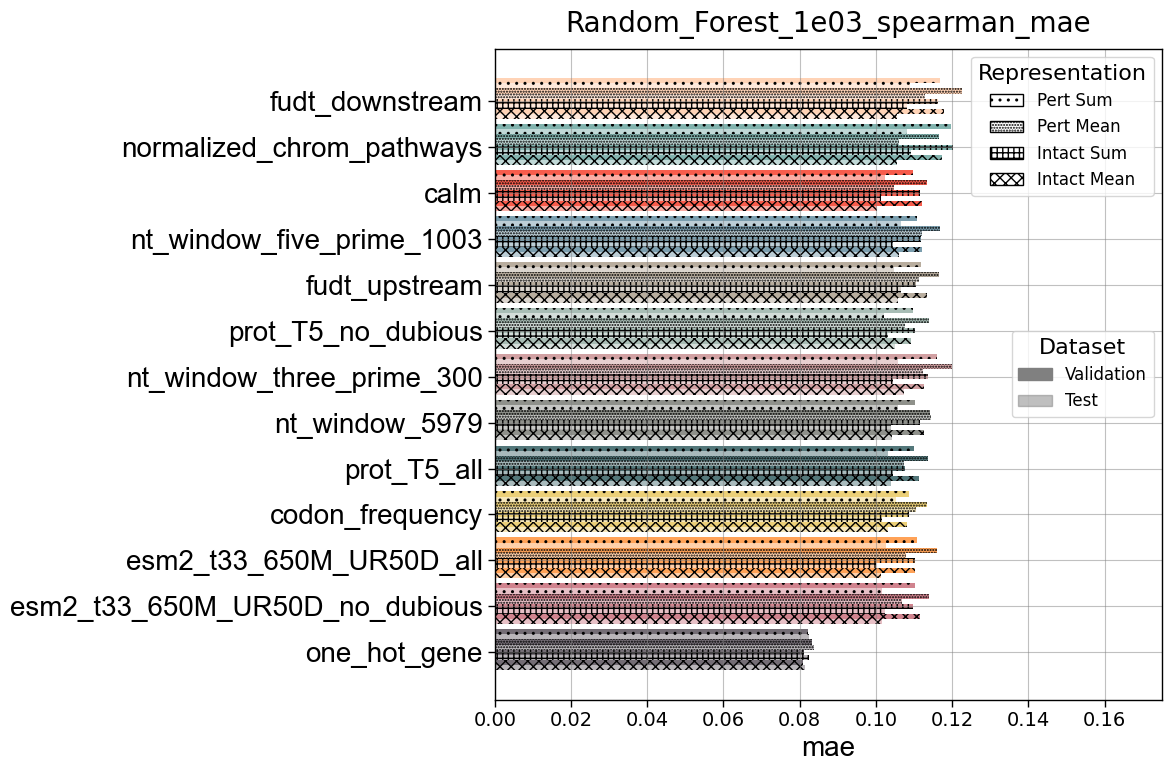 Random_Forest_1e03_spearman_mae
Representation
Pert Sum
Pert Mean
Intact Sum
Intact Mean
Dataset
Validation
Test
fudt_downstream
normalized_chrom_pathways
calm
nt_window_five_prime_1003
fudt_upstream
prot_T5_no_dubious
nt_window_three_prime_300
nt_window_5979
prot_T5_all
codon_frequency
esm2_t33_650M_UR50D_all
esm2_t33_650M_UR50D_no_dubious
one_hot_gene
0.00 0.02 0.04 0.06 0.08 0.10 0.12 0.14 0.16
mae